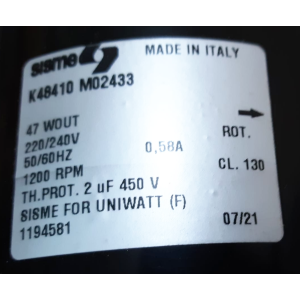 sisme MADE IN ITALY
K48410 M02433
47 WOUT
220/240V 0,58A ROT.
50/60HZ
1200 RPM CL. 130
TH.PROT. 2 uF 450 V
SISME FOR UNIWATT (F)
1194581 07/21